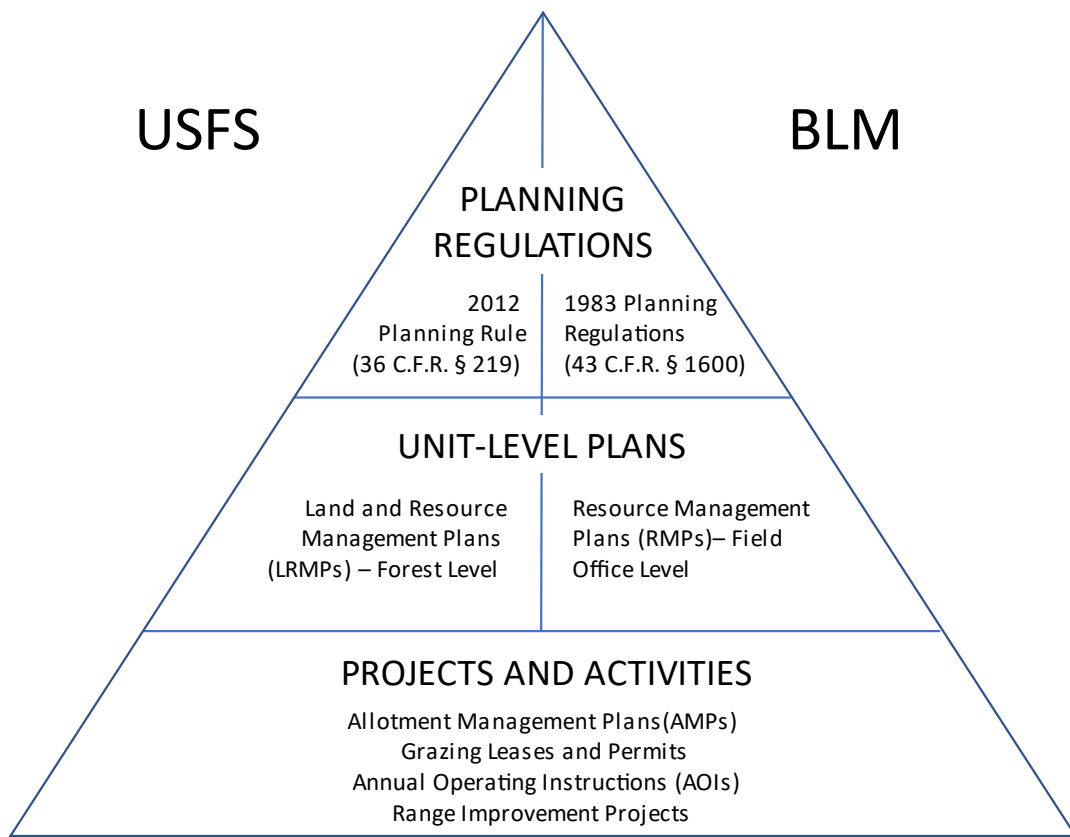 USFS
BLM
PLANNING
REGULATIONS
2012
Planning Rule
(36 C.F.R. § 219)
1983 Planning
Regulations
(43 C.F.R. § 1600)
UNIT-LEVEL PLANS
Land and Resource
Management Plans
(LRMPs) – Forest Level
Resource Management
Plans (RMPs)– Field
Office Level
PROJECTS AND ACTIVITIES
Allotment Management Plans(AMPs)
Grazing Leases and Permits
Annual Operating Instructions (AOIs)
Range Improvement Projects